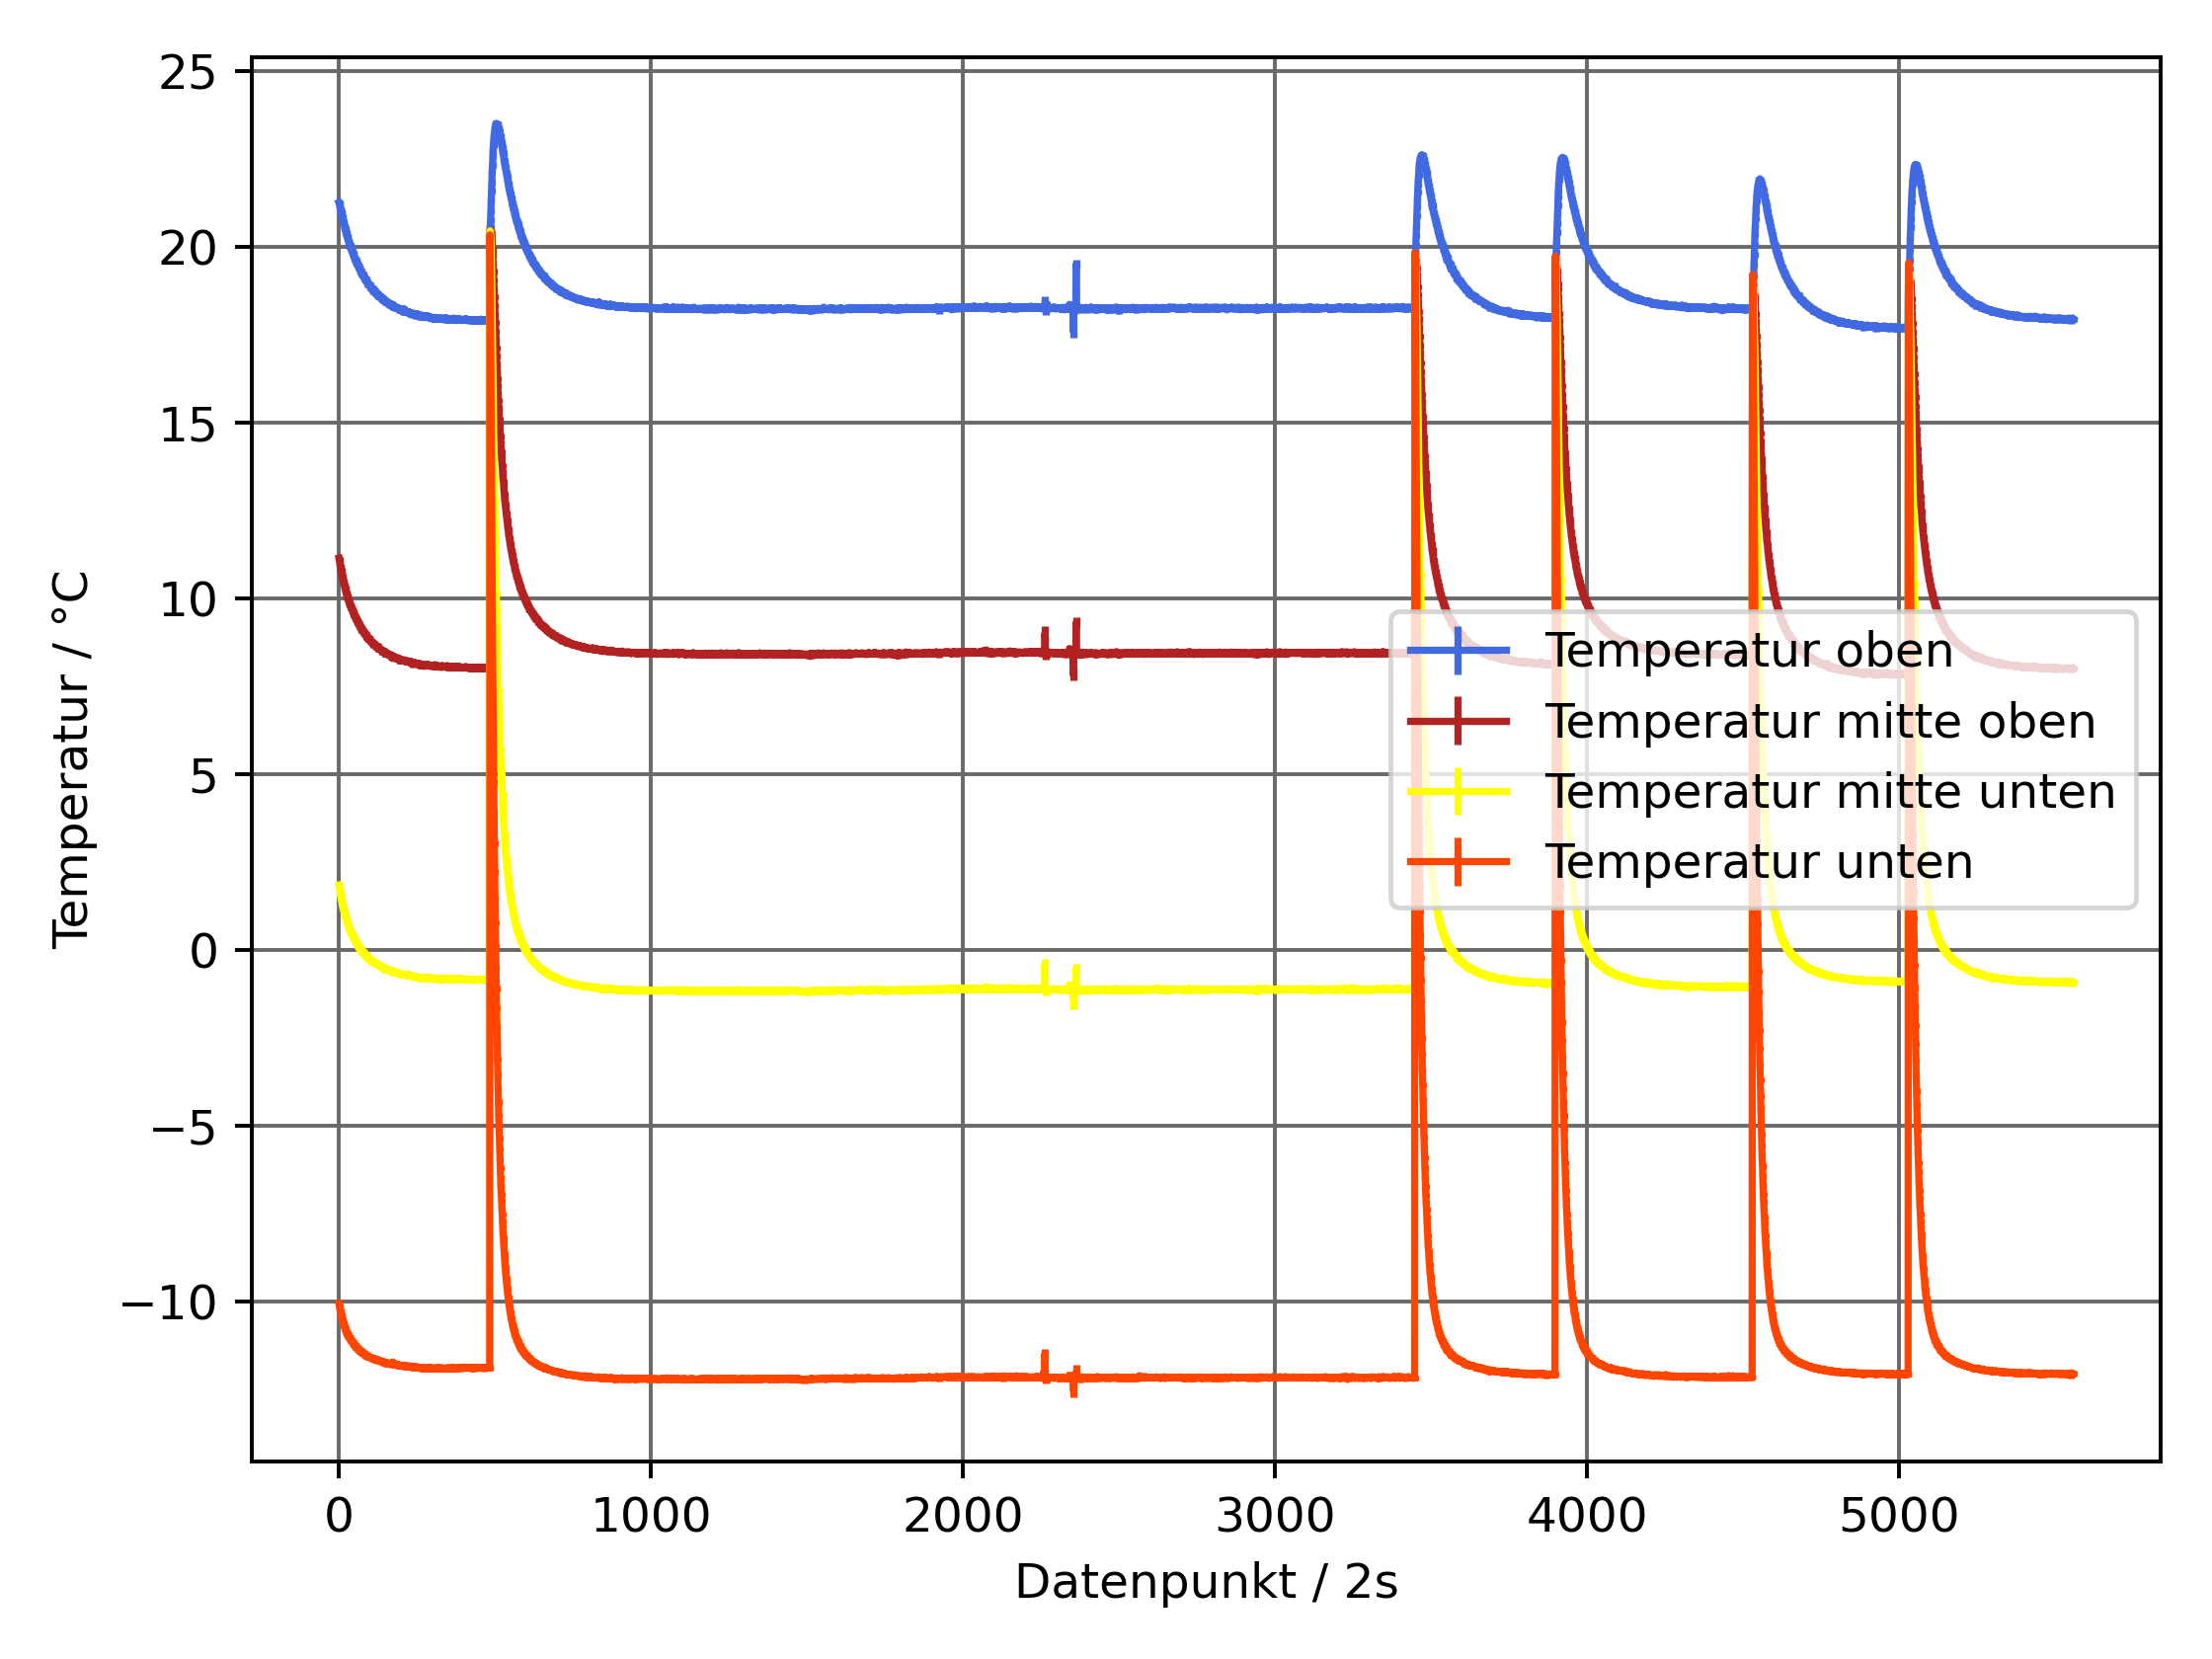 25
20
15
10
5
0
−5
−10
Temperatur / °C
Temperatur oben
Temperatur mitte oben
Temperatur mitte unten
Temperatur unten
0 1000 2000 3000 4000 5000
Datenpunkt / 2s